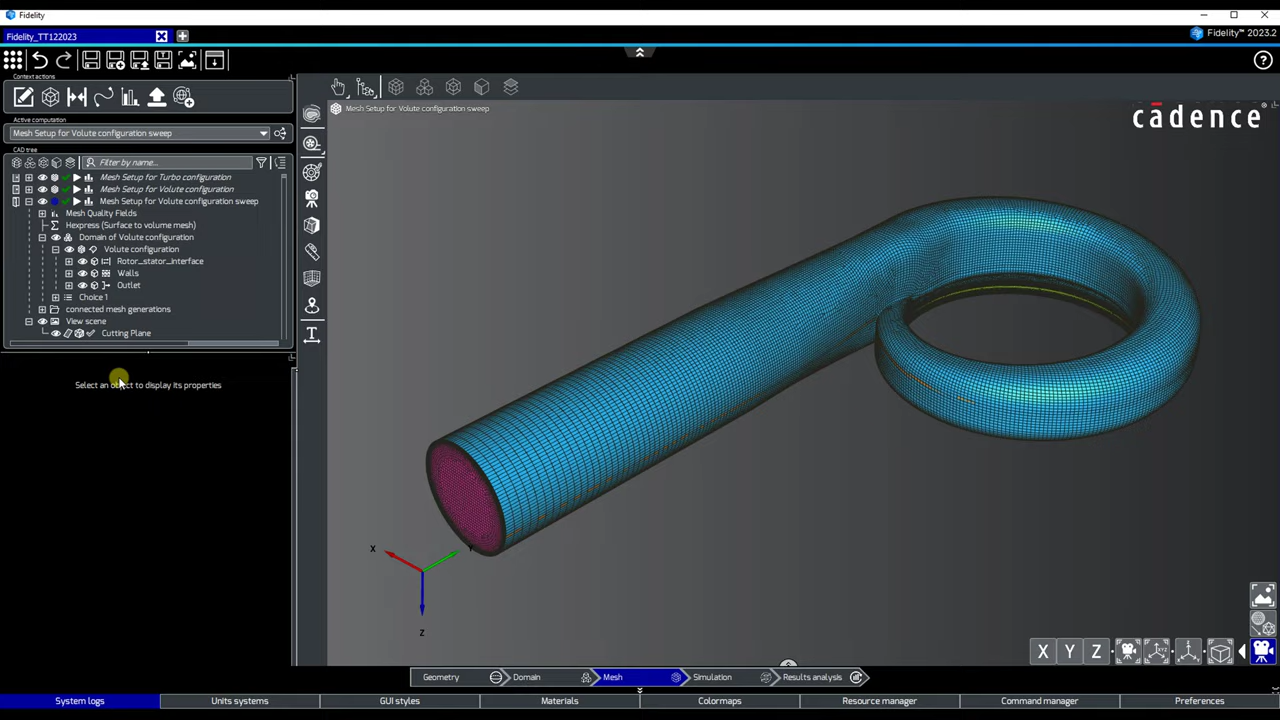 Fidelity
Fidelity_TT122023
Fidelity™ 2023.2
Context actions
Active computation
Mesh Setup for Volute configuration sweep
CAD tree
Filter by name...
Mesh Setup for Turbo configuration
Mesh Setup for Volute configuration
Mesh Setup for Volute configuration sweep
Mesh Quality Fields
Hexpress (Surface to volume mesh)
Domain of Volute configuration
Volute configuration
Rotor_stator_interface
Walls
Outlet
Choice 1
connected mesh generations
View scene
Cutting Plane
Select an object to display its properties
Mesh Setup for Volute configuration sweep
cadence
X
Y
Z
X Y Z
Geometry Domain Mesh Simulation Results analysis
System logs Units systems GUI styles Materials Colormaps Resource manager Command manager Preferences